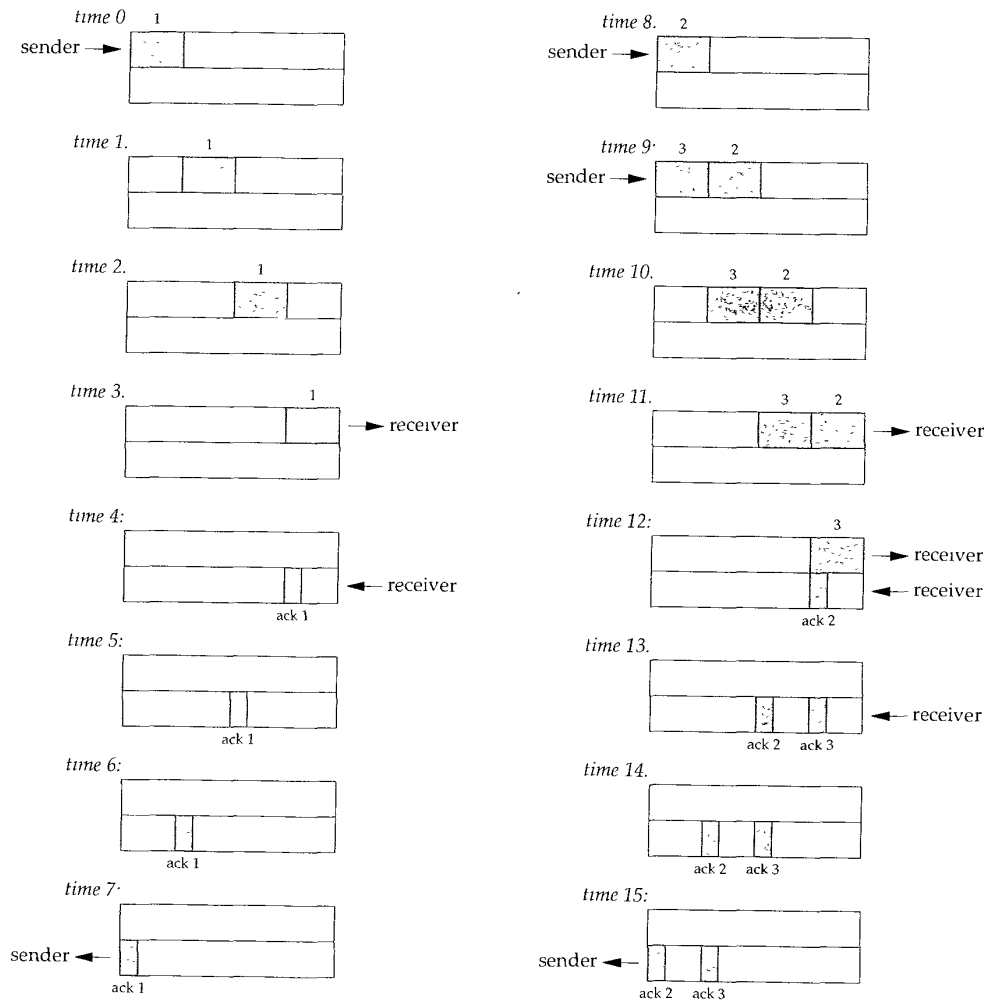 time 0
1
sender
time 1.
1
time 2.
1
time 3.
1
receiver
time 4:
receiver
ack 1
time 5:
ack 1
time 6:
ack 1
time 7:
sender
ack 1
time 8.
2
sender
time 9:
3 2
sender
time 10.
3 2
time 11.
3 2
receiver
time 12:
3
receiver
receiver
ack 2
time 13.
receiver
ack 2 ack 3
time 14.
ack 2 ack 3
time 15:
sender
ack 2 ack 3